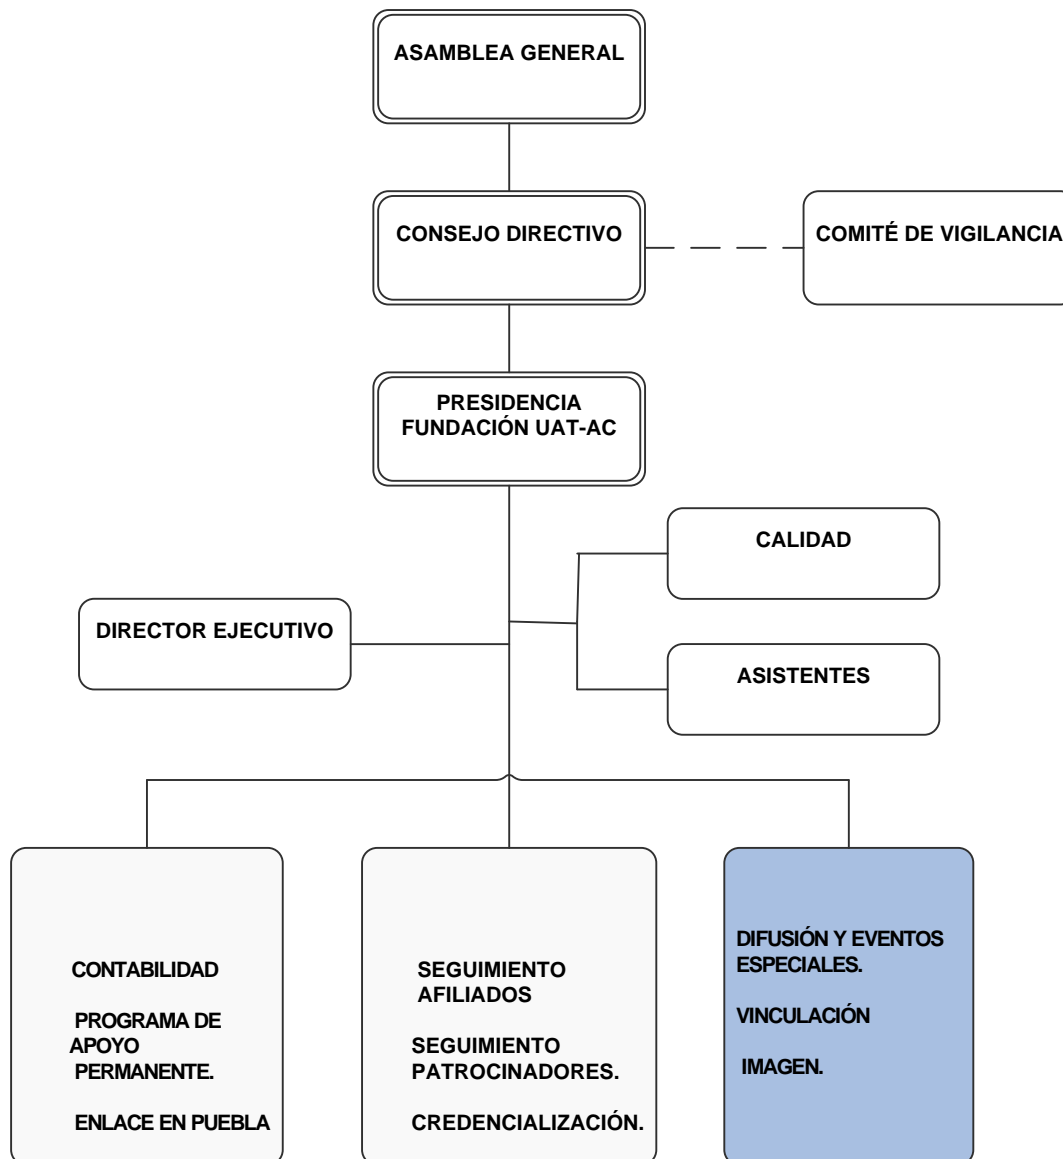 ASAMBLEA GENERAL
CONSEJO DIRECTIVO
COMITÉ DE VIGILANCIA
PRESIDENCIA
FUNDACIÓN UAT-AC
CALIDAD
DIRECTOR EJECUTIVO
ASISTENTES
CONTABILIDAD
PROGRAMA DE
APOYO
PERMANENTE.
ENLACE EN PUEBLA
SEGUIMIENTO
AFILIADOS
SEGUIMIENTO
PATROCINADORES.
CREDENCIALIZACIÓN.
DIFUSIÓN Y EVENTOS
ESPECIALES.
VINCULACIÓN
IMAGEN.